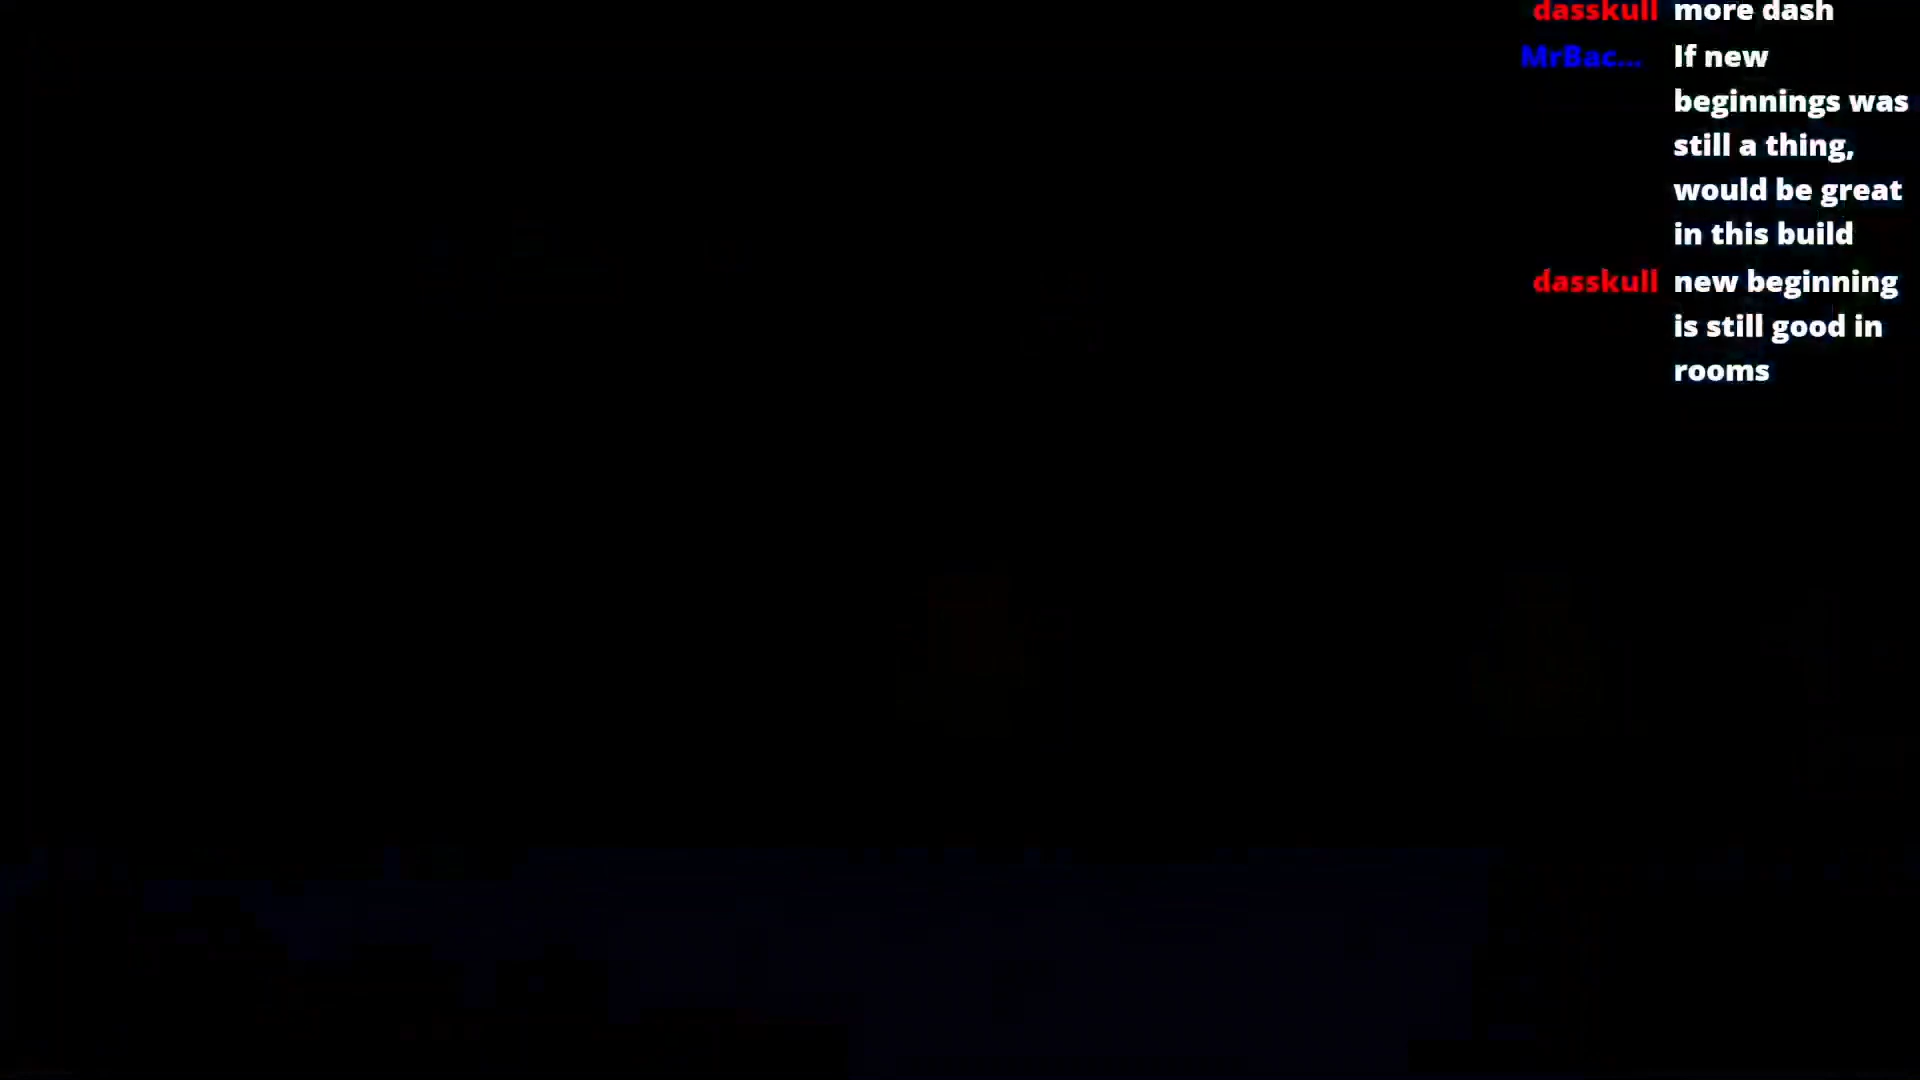 dasskull more dash
MrBac... If new
beginnings was
still a thing,
would be great
in this build
dasskull new beginning
is still good in
rooms